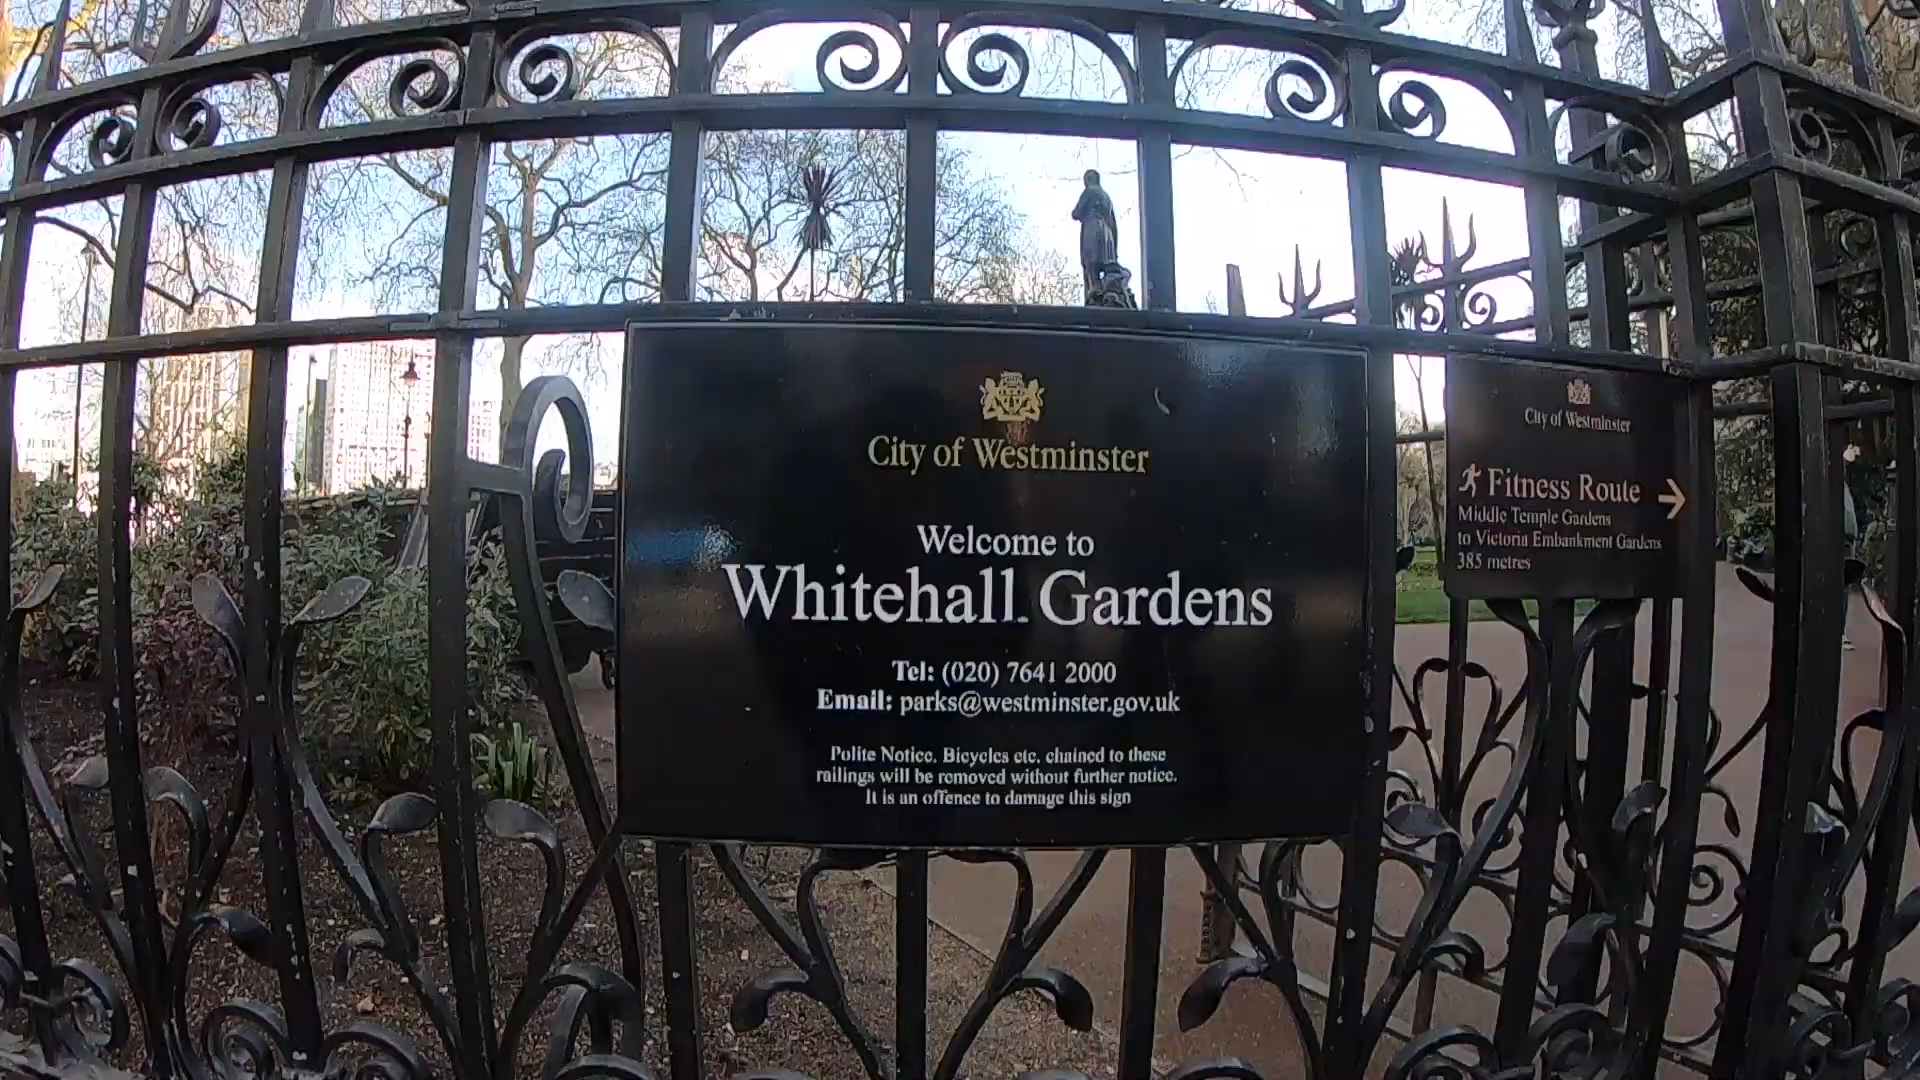 City of Westminster
Welcome to
Whitehall Gardens
Tel: (020) 7641 2000
Email: parks@westminster.gov.uk
Polite Notice. Bicycles etc. chained to these
railings will be removed without further notice.
It is an offence to damage this sign
City of Westminster
Fitness Route
Middle Temple Gardens
to Victoria Embankment Gardens
385 metres